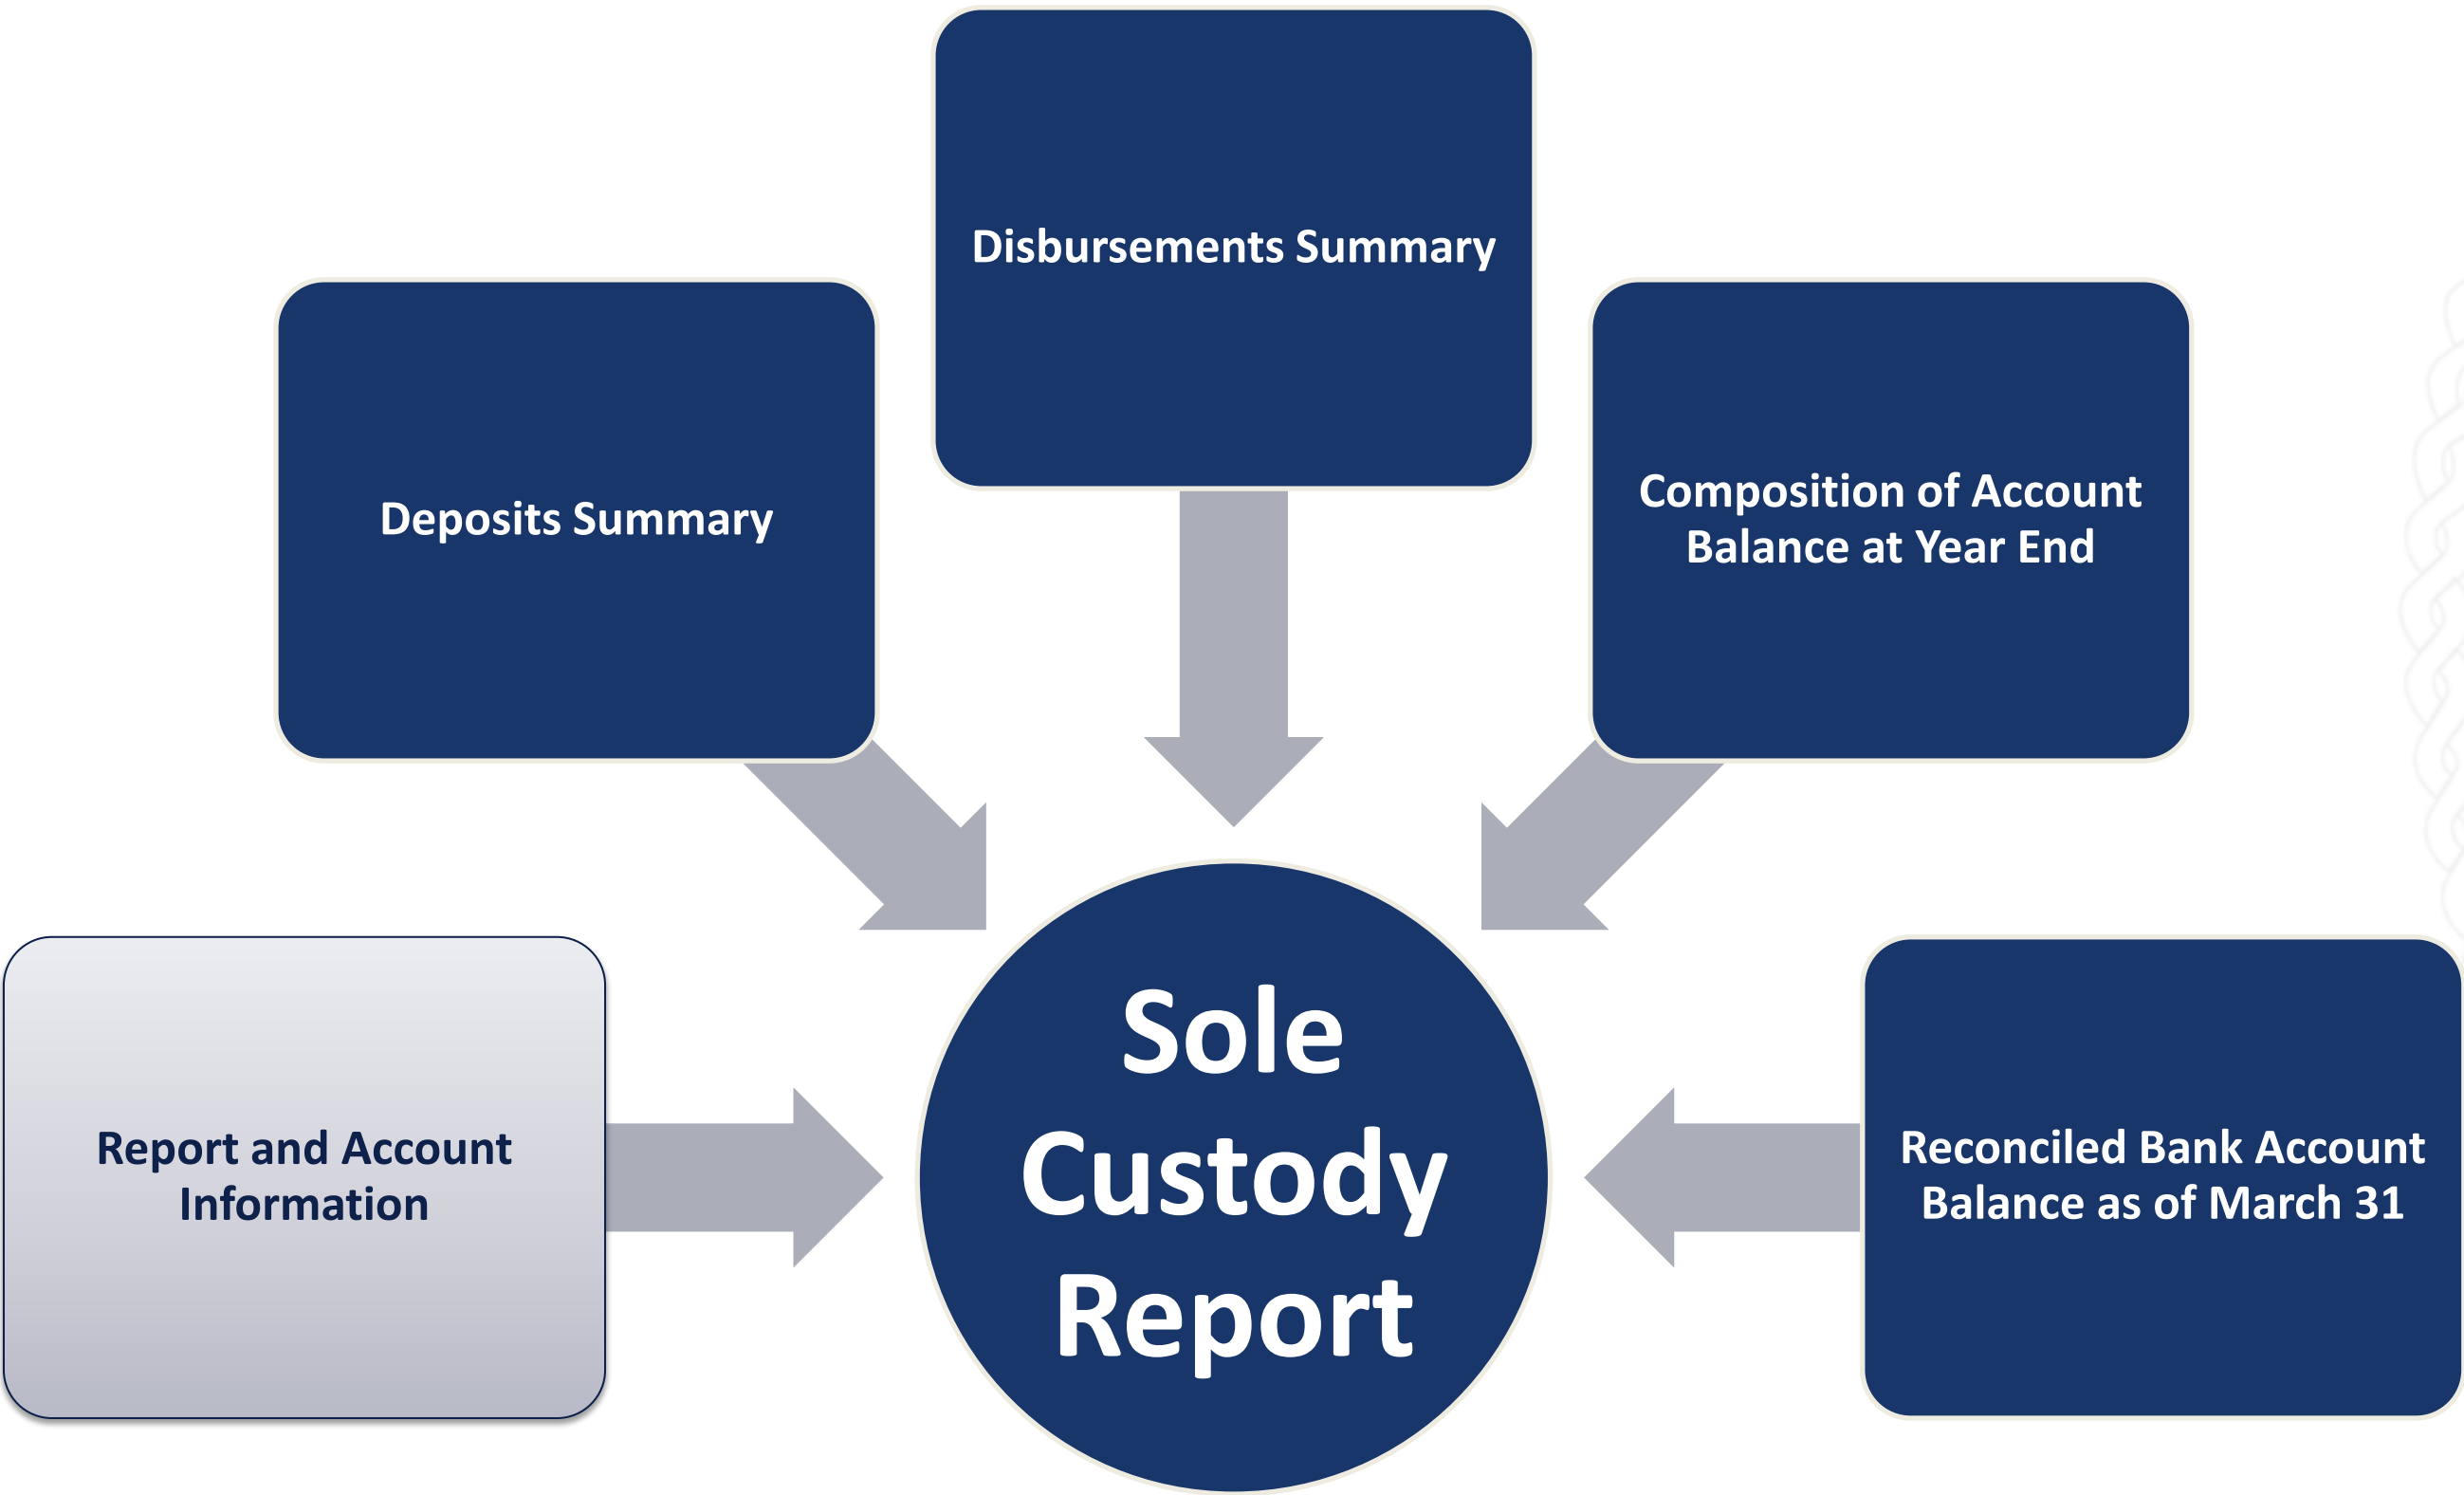 Disbursements Summary
Deposits Summary
Composition of Account
Balance at Year End
Report and Account
Information
Sole
Custody
Report
Reconciled Bank Account
Balance as of March 31